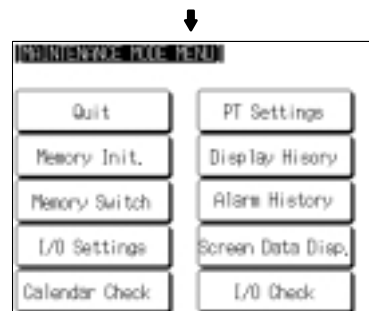 [MAINTENANCE MODE MENU]
Quit
PT Settings
Memory Init.
Display Hisory
Memory Switch
Alarm History
I/O Settings
Screen Data Disp.
Calendar Check
I/O Check